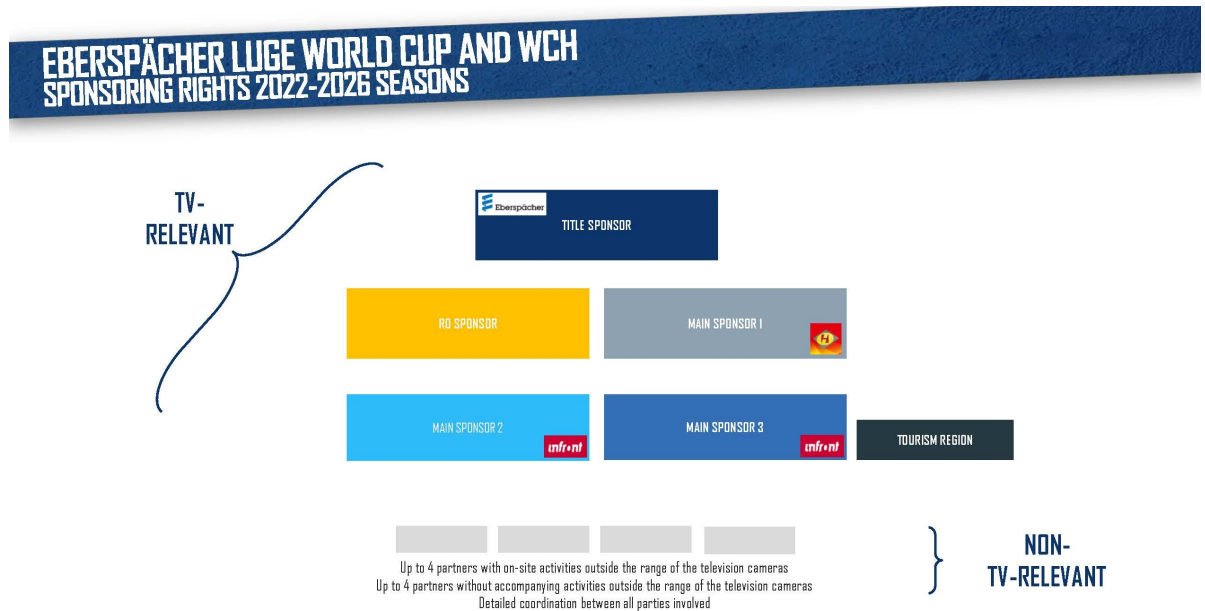 EBERSPÄCHER LUGE WORLD CUP AND WCH
SPONSORING RIGHTS 2022-2026 SEASONS
TV-
RELEVANT
Eberspächer
TITLE SPONSOR
RO SPONSOR
MAIN SPONSOR 1
H
MAIN SPONSOR 2
infront
MAIN SPONSOR 3
infront
TOURISM REGION
Up to 4 partners with on-site activities outside the range of the television cameras
Up to 4 partners without accompanying activities outside the range of the television cameras
Detailed coordination between all parties involved
NON-
TV-RELEVANT